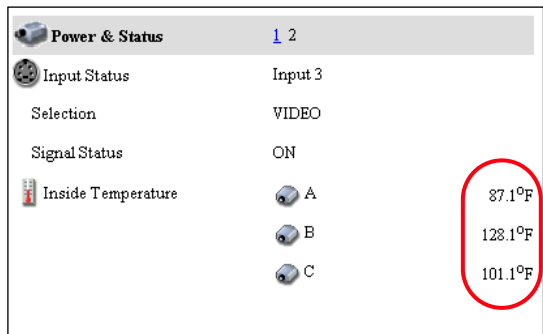 Power & Status 1 2
Input Status Input 3
Selection VIDEO
Signal Status ON
Inside Temperature A 87.1°F
B 128.1°F
C 101.1°F